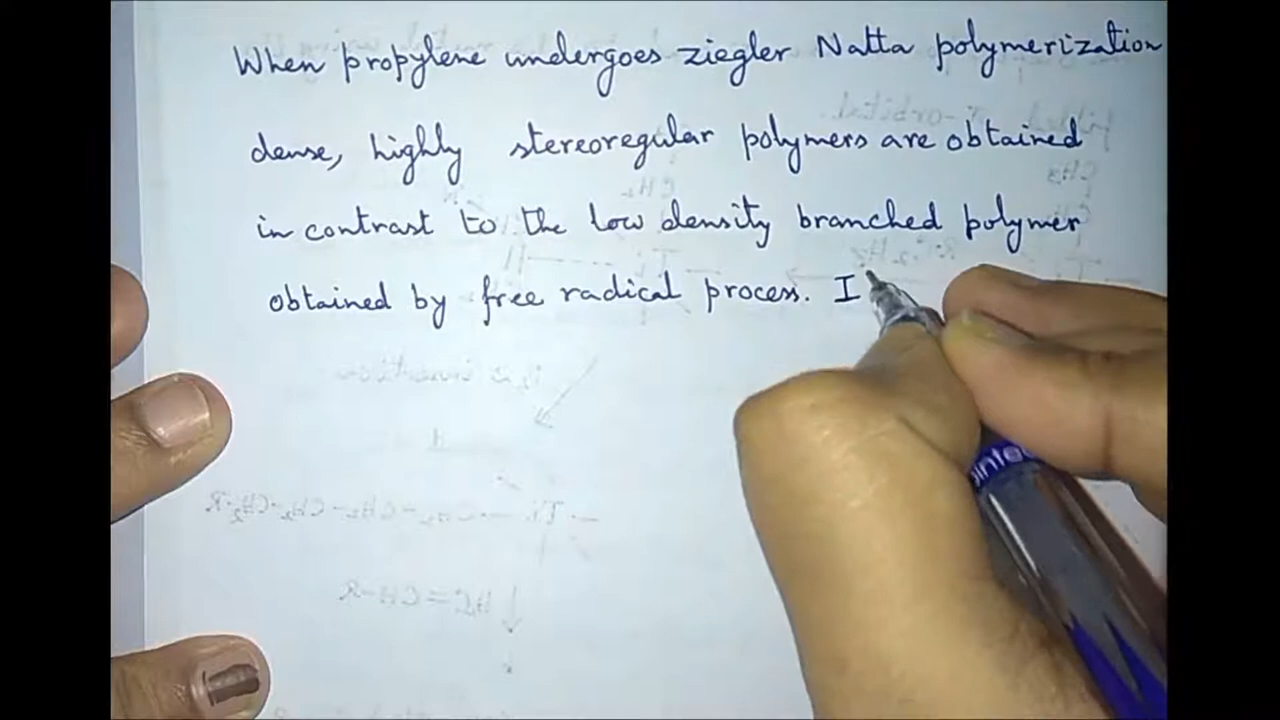 When propylene undergoes ziegler Natta polymerization
dense, highly stereoregular polymers are obtained
in contrast to the low density branched polymer
obtained by free radical process. I